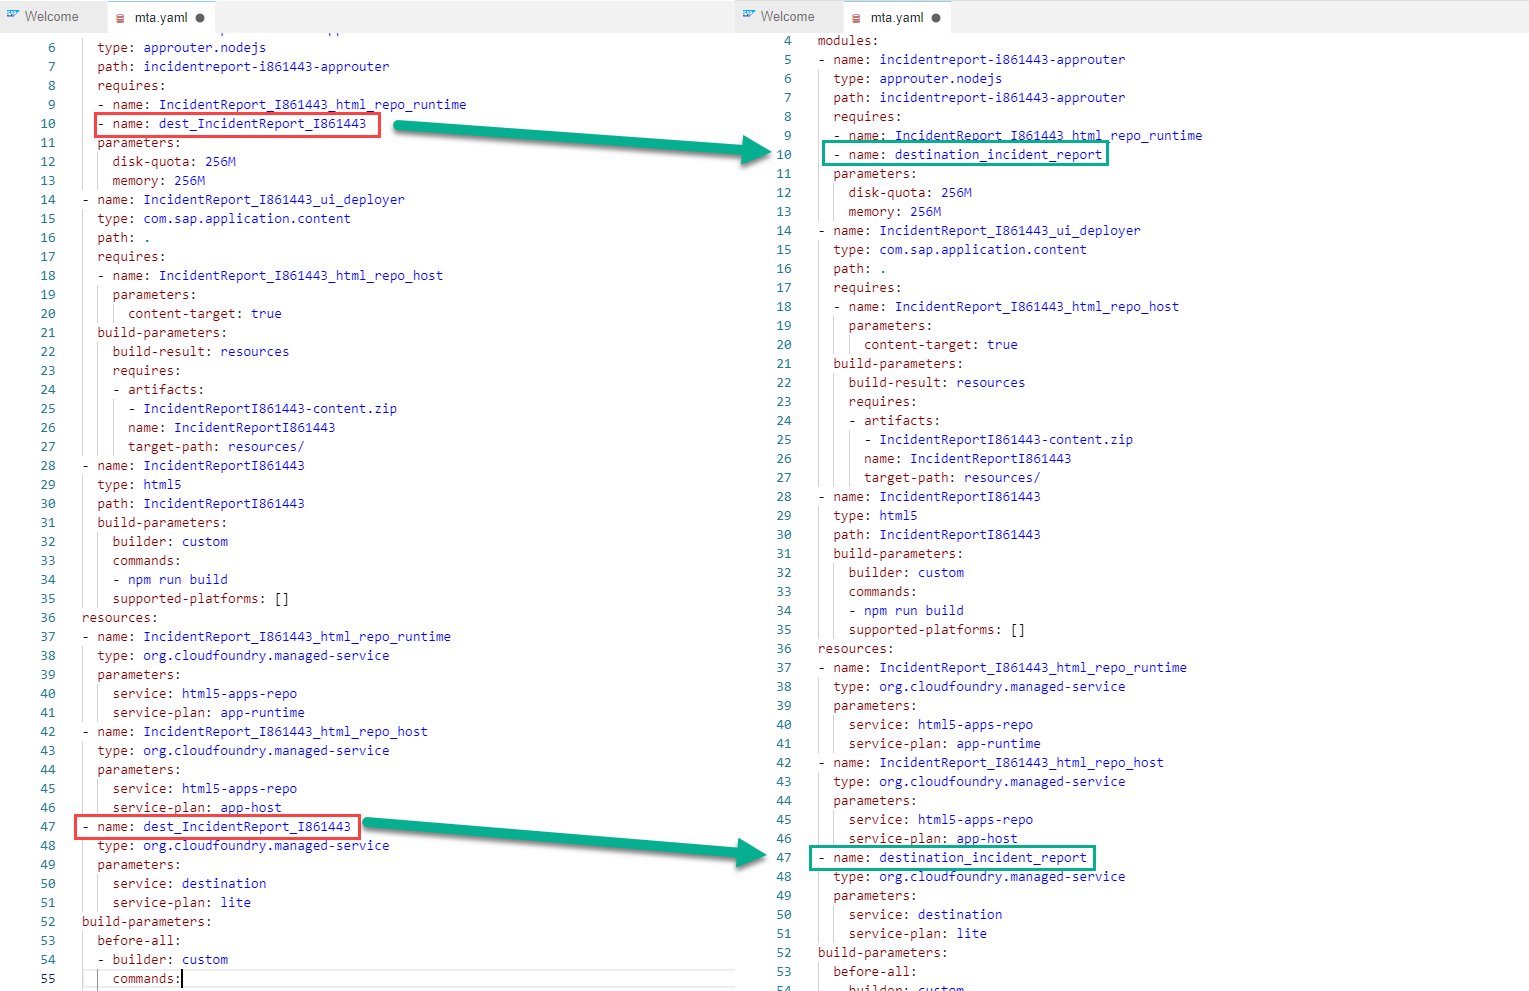 Welcome
mta.yaml
6 type: approuter.nodejs
7 path: incidentreport-i861443-approuter
8 requires:
9 - name: IncidentReport_I861443_html_repo_runtime
10 - name: dest_IncidentReport_I861443
11 parameters:
12 disk-quota: 256M
13 memory: 256M
14 - name: IncidentReport_I861443_ui_deployer
15 type: com.sap.application.content
16 path: .
17 requires:
18 - name: IncidentReport_I861443_html_repo_host
19 parameters:
20 content-target: true
21 build-parameters:
22 build-result: resources
23 requires:
24 - artifacts:
25 - IncidentReportI861443-content.zip
26 name: IncidentReportI861443
27 target-path: resources/
28 - name: IncidentReportI861443
29 type: html5
30 path: IncidentReportI861443
31 build-parameters:
32 builder: custom
33 commands:
34 - npm run build
35 supported-platforms: []
36 resources:
37 - name: IncidentReport_I861443_html_repo_runtime
38 type: org.cloudfoundry.managed-service
39 parameters:
40 service: html5-apps-repo
41 service-plan: app-runtime
42 - name: IncidentReport_I861443_html_repo_host
43 type: org.cloudfoundry.managed-service
44 parameters:
45 service: html5-apps-repo
46 service-plan: app-host
47 - name: dest_IncidentReport_I861443
48 type: org.cloudfoundry.managed-service
49 parameters:
50 service: destination
51 service-plan: lite
52 build-parameters:
53 before-all:
54 - builder: custom
55 commands:
Welcome
mta.yaml
4 modules:
5 - name: incidentreport-i861443-approuter
6 type: approuter.nodejs
7 path: incidentreport-i861443-approuter
8 requires:
9 - name: IncidentReport_I861443_html_repo_runtime
10 - name: destination_incident_report
11 parameters:
12 disk-quota: 256M
13 memory: 256M
14 - name: IncidentReport_I861443_ui_deployer
15 type: com.sap.application.content
16 path: .
17 requires:
18 - name: IncidentReport_I861443_html_repo_host
19 parameters:
20 content-target: true
21 build-parameters:
22 build-result: resources
23 requires:
24 - artifacts:
25 - IncidentReportI861443-content.zip
26 name: IncidentReportI861443
27 target-path: resources/
28 - name: IncidentReportI861443
29 type: html5
30 path: IncidentReportI861443
31 build-parameters:
32 builder: custom
33 commands:
34 - npm run build
35 supported-platforms: []
36 resources:
37 - name: IncidentReport_I861443_html_repo_runtime
38 type: org.cloudfoundry.managed-service
39 parameters:
40 service: html5-apps-repo
41 service-plan: app-runtime
42 - name: IncidentReport_I861443_html_repo_host
43 type: org.cloudfoundry.managed-service
44 parameters:
45 service: html5-apps-repo
46 service-plan: app-host
47 - name: destination_incident_report
48 type: org.cloudfoundry.managed-service
49 parameters:
50 service: destination
51 service-plan: lite
52 build-parameters:
53 before-all:
54 - builder: custom